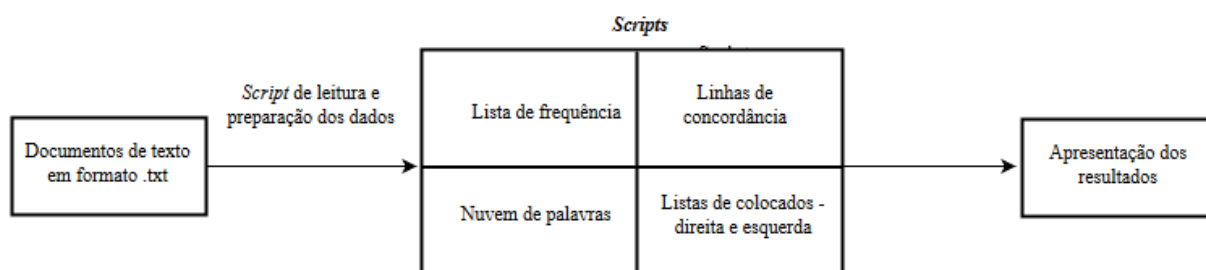 Scripts
Script de leitura e
preparação dos dados
Documentos de texto
em formato .txt
Lista de frequência
Linhas de
concordância
Nuvem de palavras
Listas de colocados -
direita e esquerda
Apresentação dos
resultados